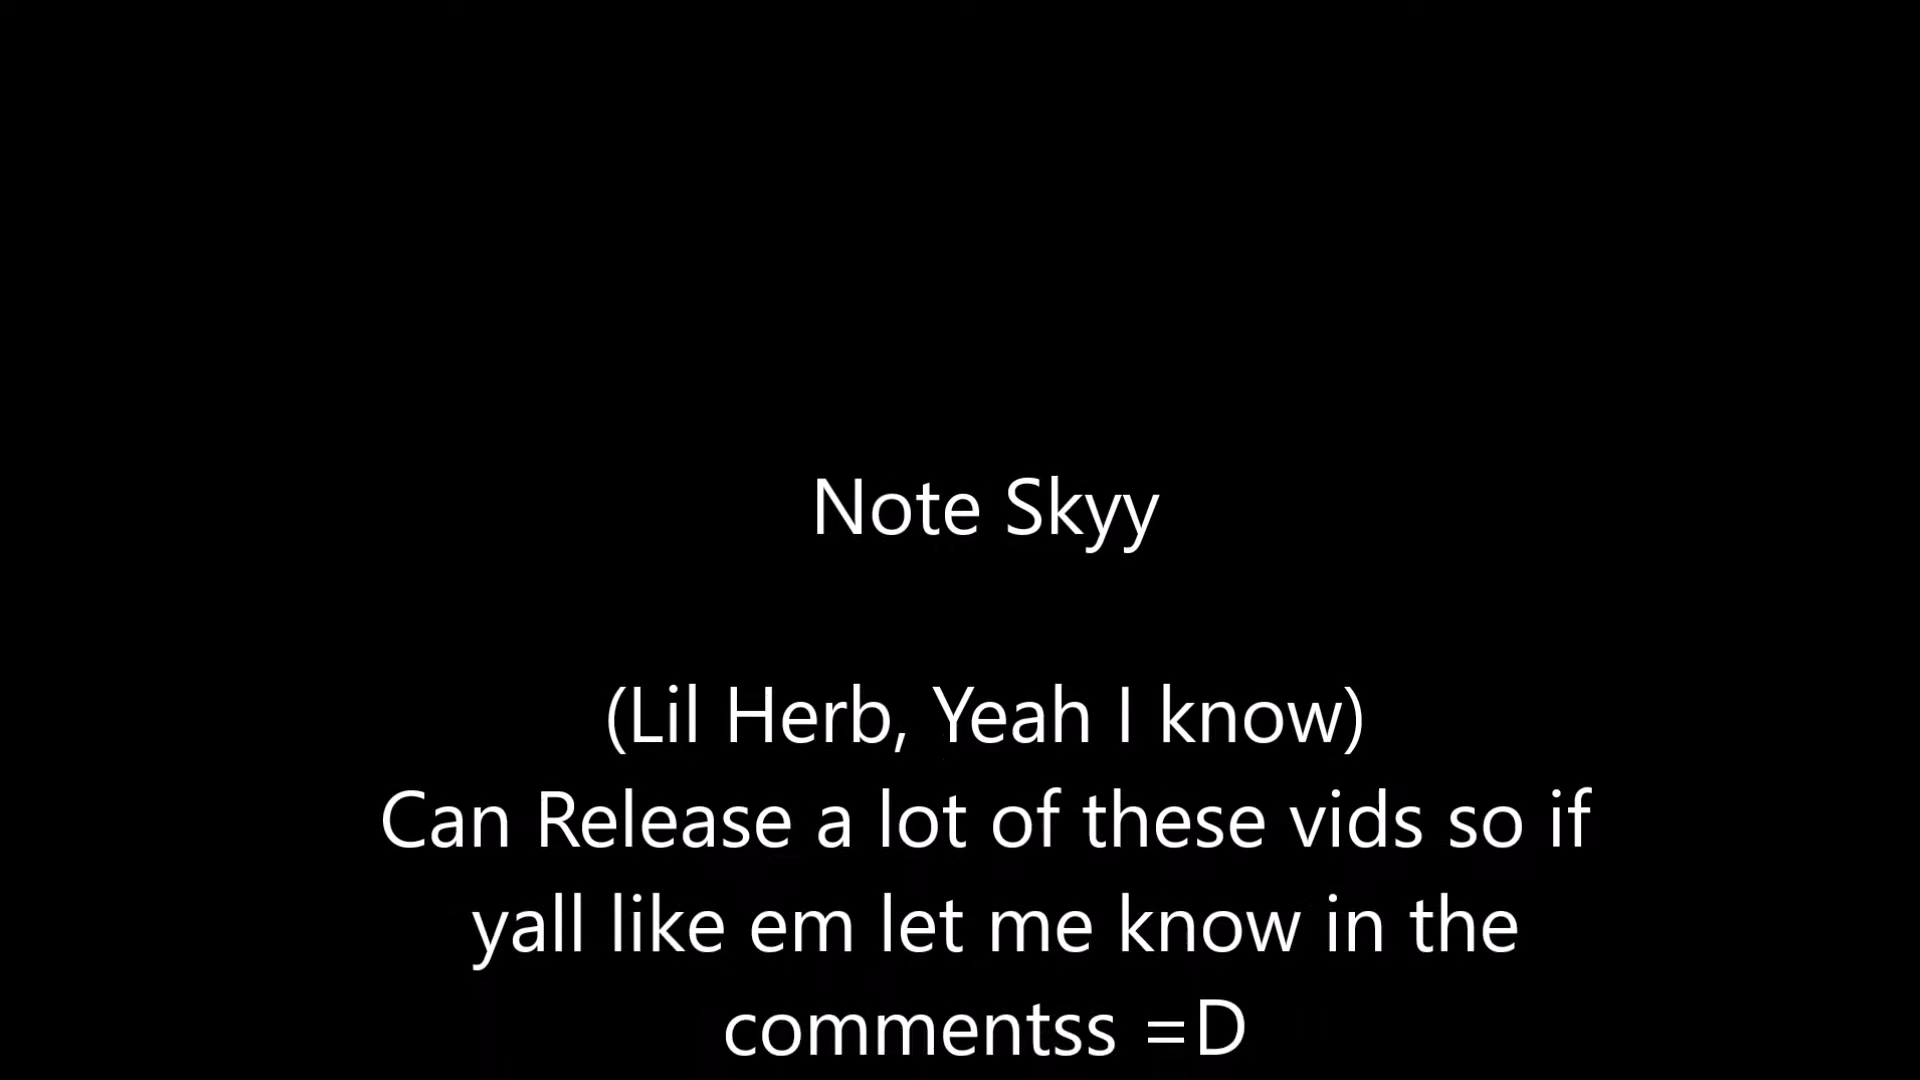 Note Skyy
(Lil Herb, Yeah I know)
Can Release a lot of these vids so if
yall like em let me know in the
commentss =D